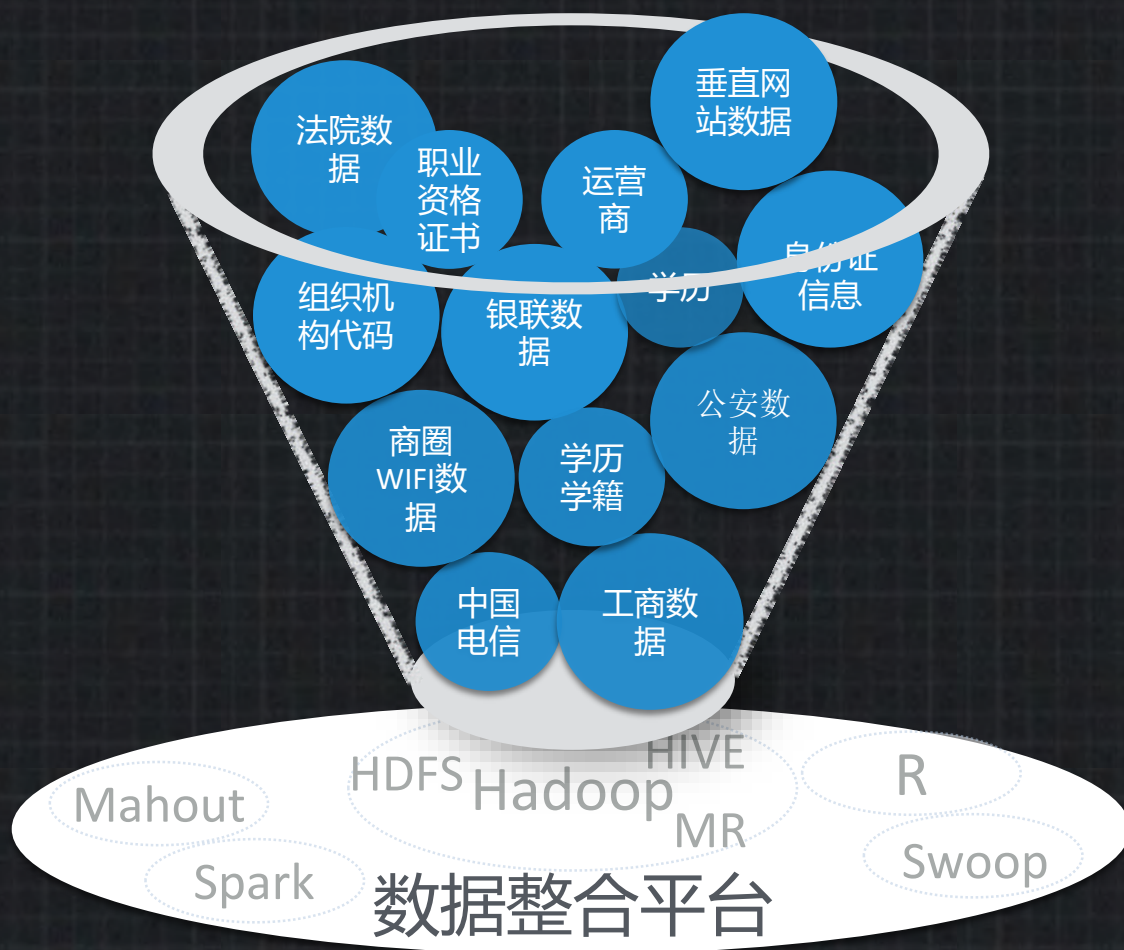 垂直网
站数据
法院数
据
职业
资格
证书
运营
商
身份证
信息
学历
组织机
构代码
银联数
据
公安数
据
商圈
WIFI数
据
学历
学籍
中国
电信
工商数
据
HIVE
HDFS
Hadoop
R
Mahout
MR
Swoop
Spark
数据整合平台